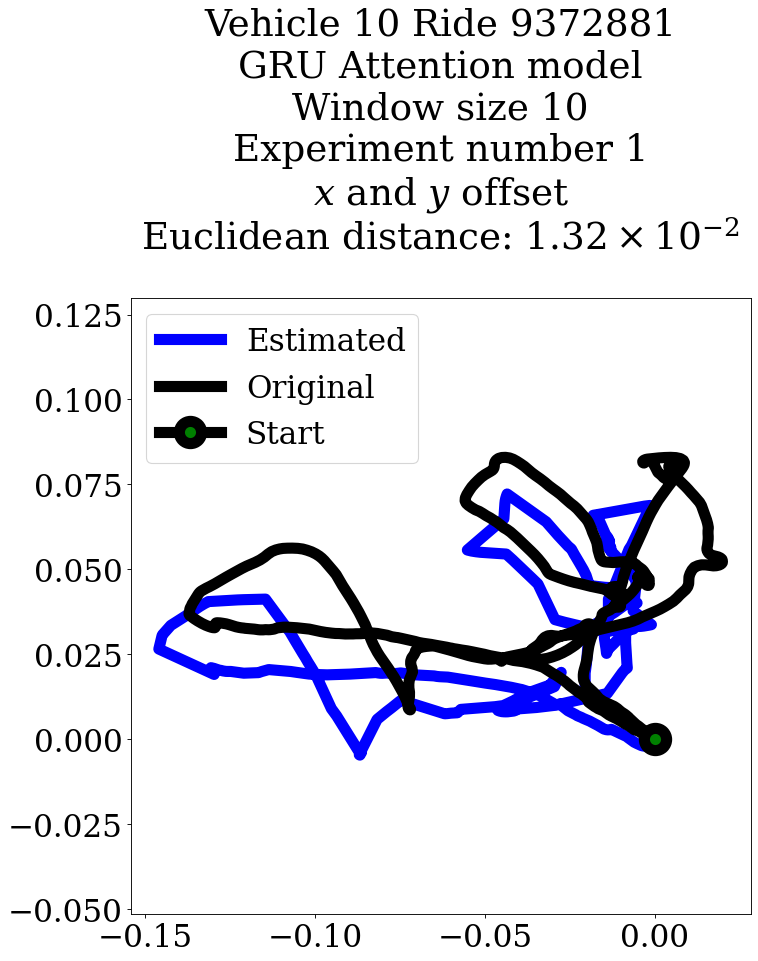 Vehicle 10 Ride 9372881
GRU Attention model
Window size 10
Experiment number 1
x and y offset
Euclidean distance: 1.32 × 10⁻²
0.125
Estimated
0.100
Original
Start
0.075
0.050
0.025
0.000
−0.025
−0.050
−0.15 −0.10 −0.05 0.00